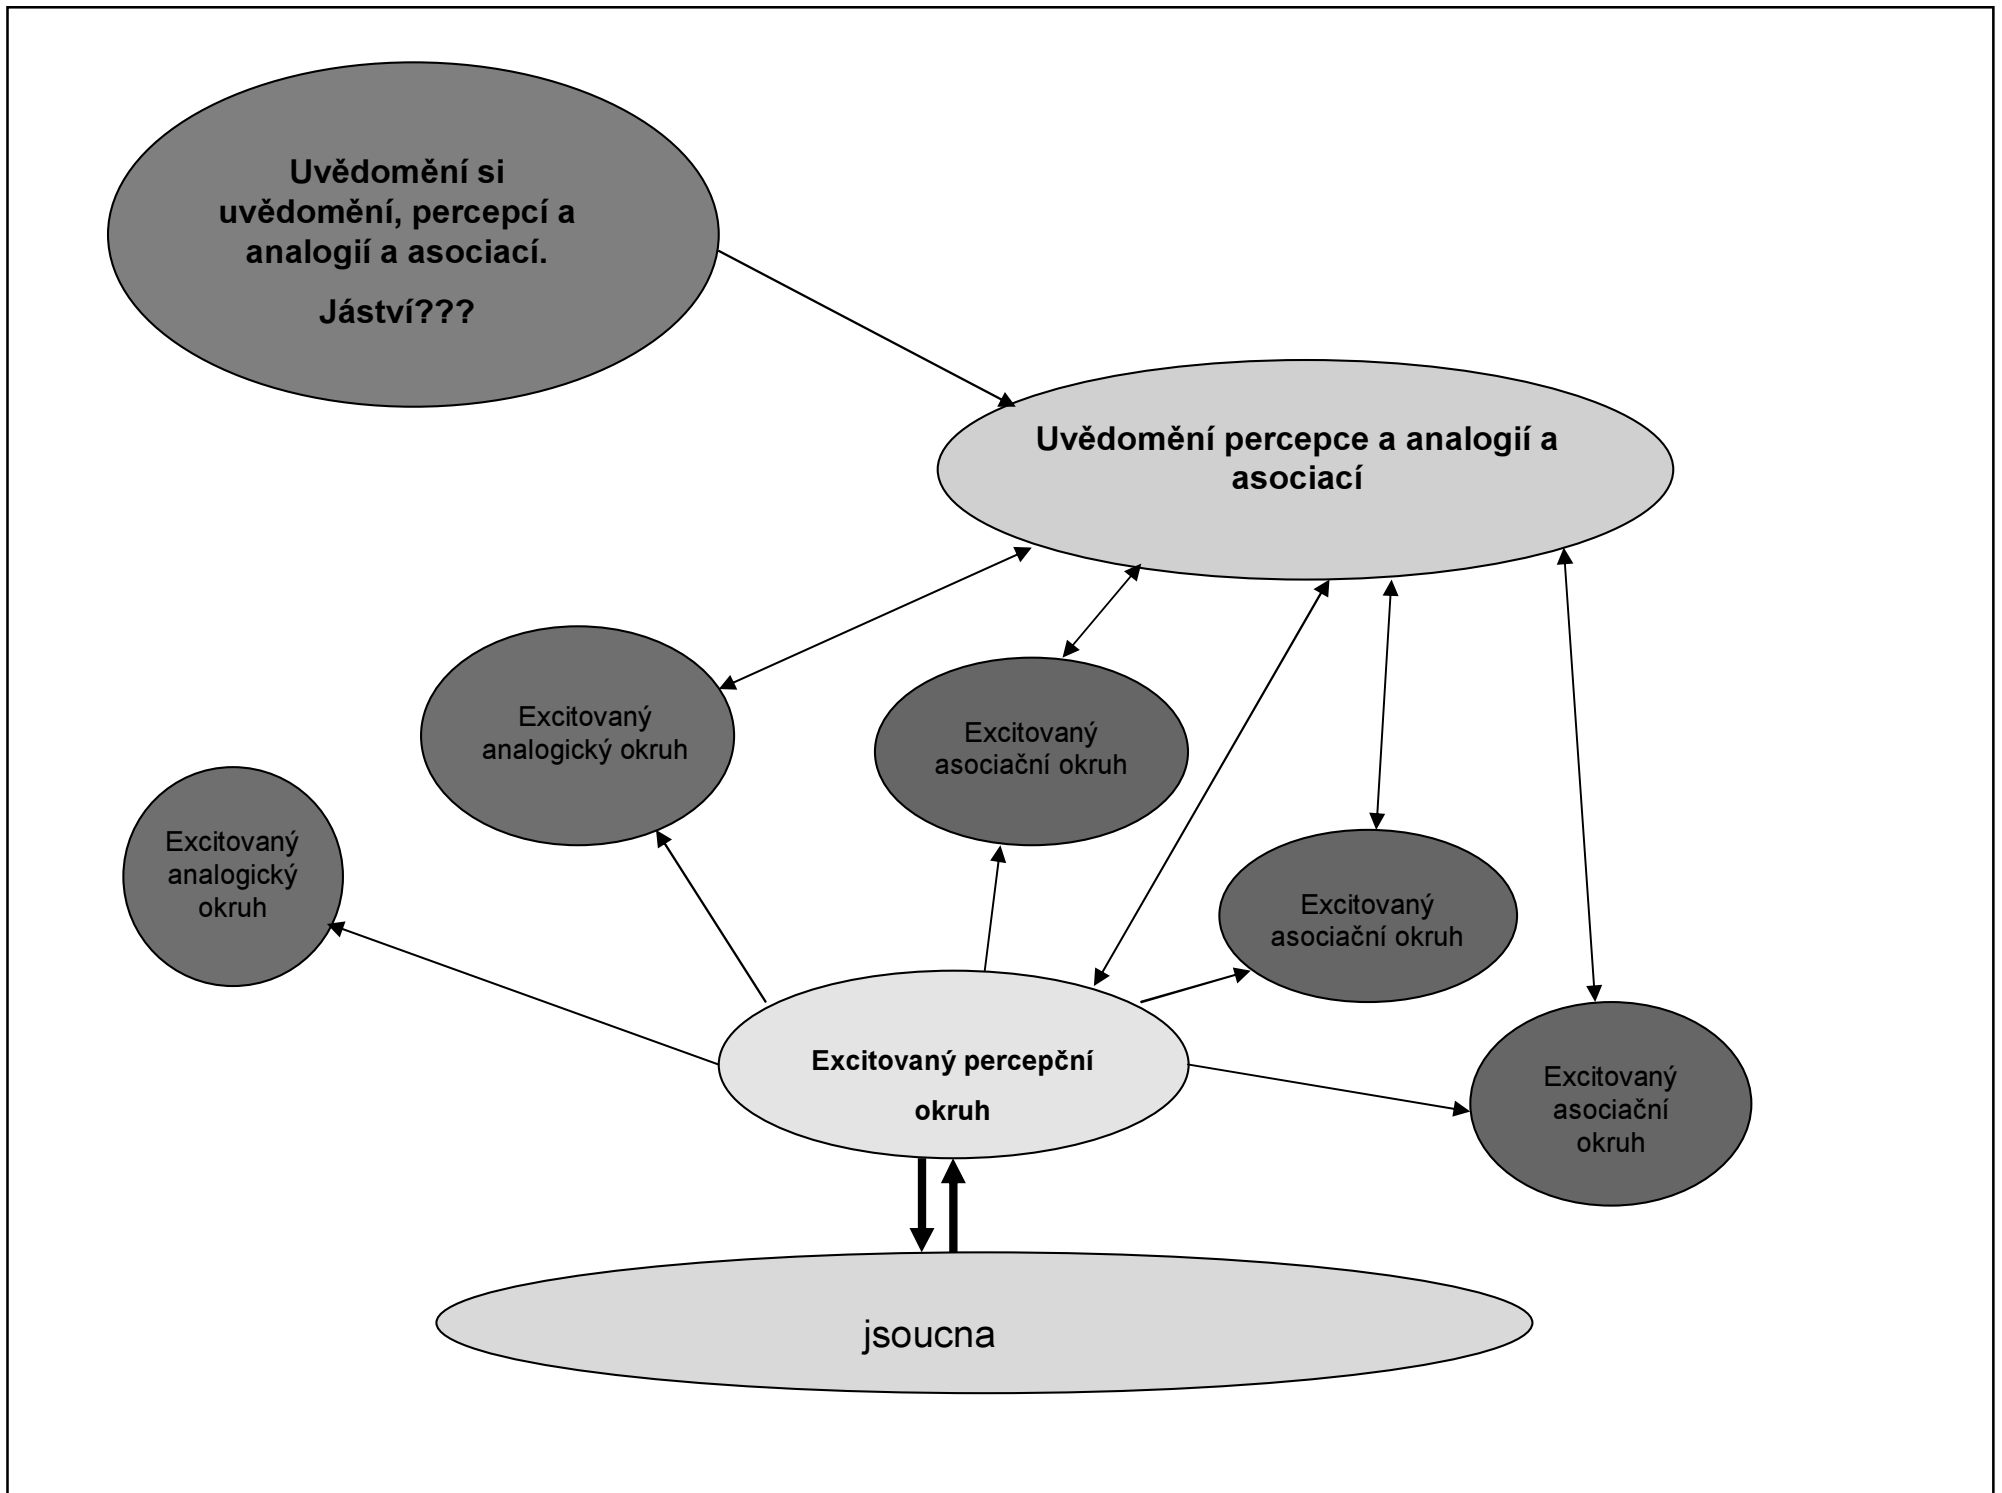 Uvědomění si
uvědomění, percepcí a
analogií a asociací.
Jáství???
Uvědomění percepce a analogií a
asociací
Excitovaný
analogický okruh
Excitovaný
asociační okruh
Excitovaný
analogický
okruh
Excitovaný
asociační okruh
Excitovaný percepční
okruh
Excitovaný
asociační
okruh
jsoucna